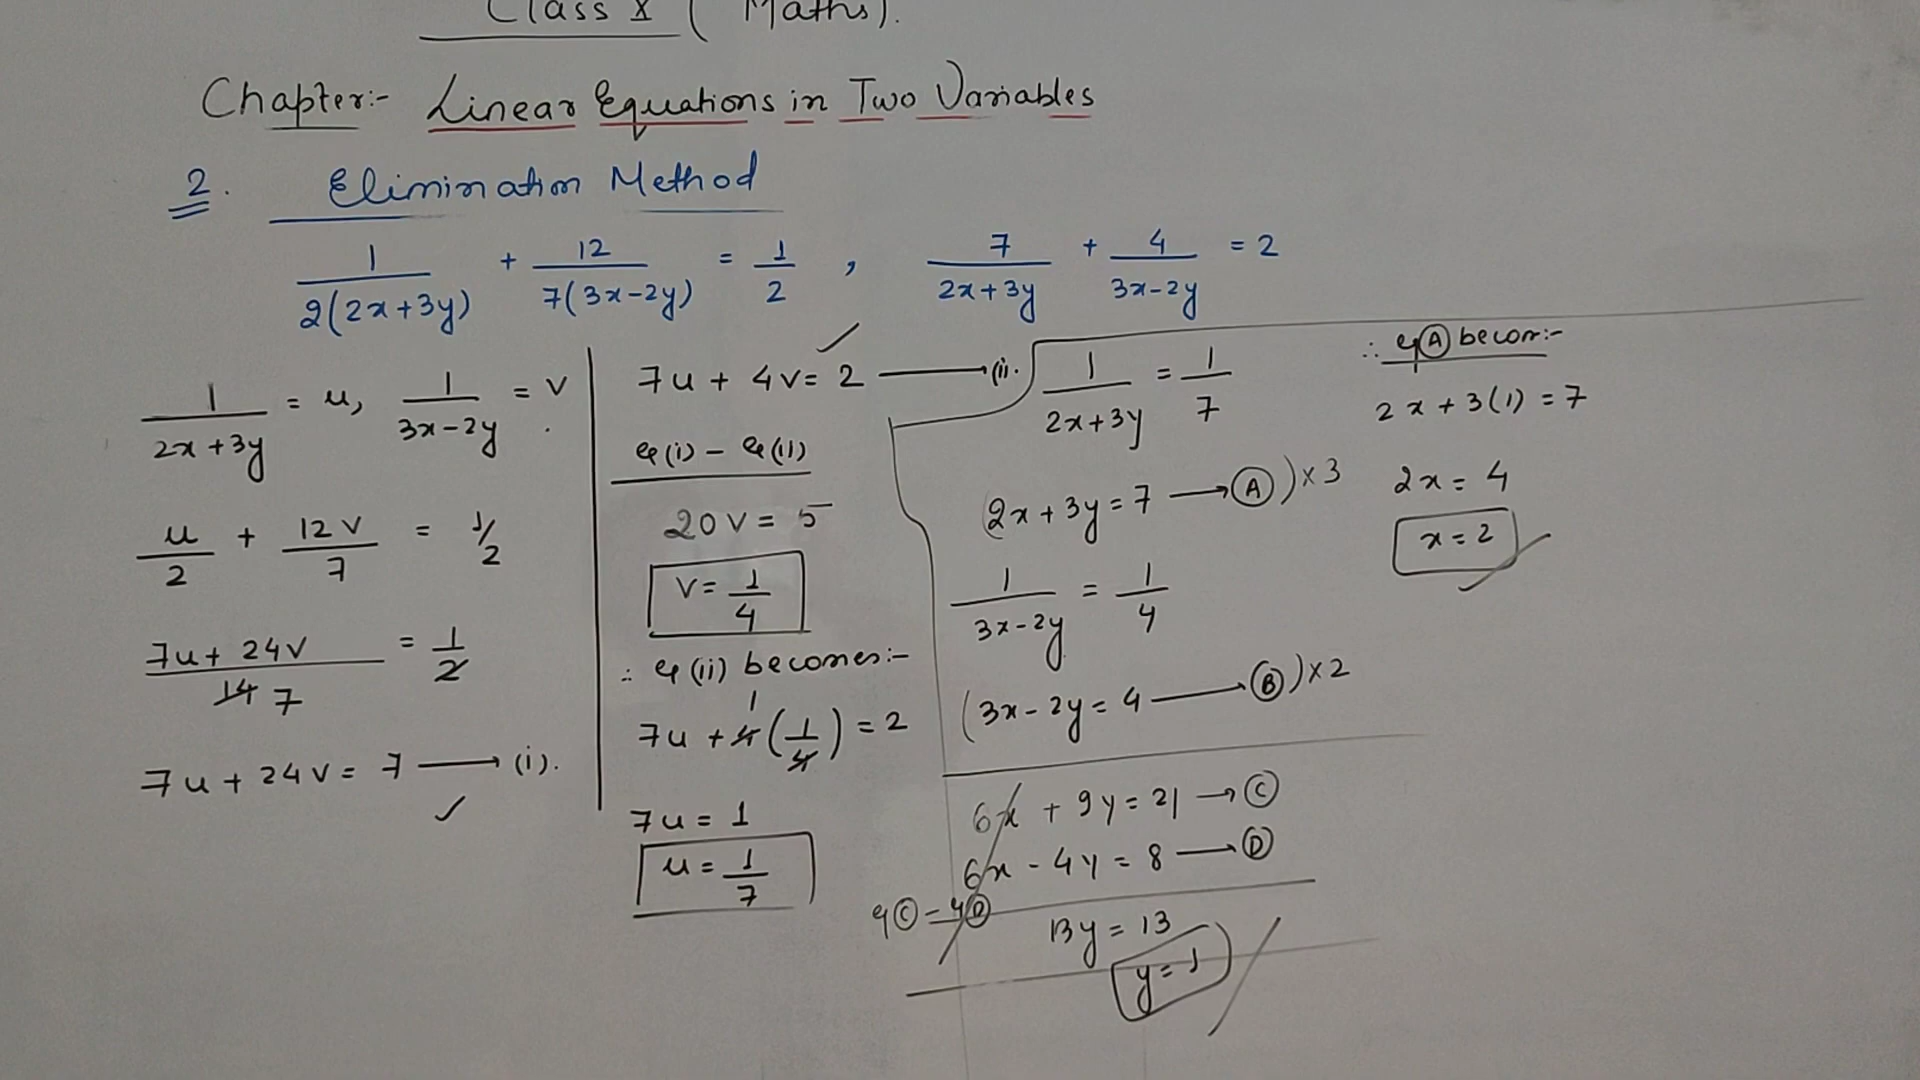 Class X ( Maths).
Chapter:- Linear Equations in Two Variables
2. Elimination Method
1/2(2x+3y) + 12/7(3x-2y) = 1/2 , 7/2x+3y + 4/3x-2y = 2
1/2x+3y = u, 1/3x-2y = v.
u/2 + 12v/7 = 1/2
7u+24v/14 7 = 1/2
7u+24v = 7 → (i).
7u + 4v = 2 → (ii.
eq(i) - eq(ii)
20v = 5
v = 1/4
∴ eq (ii) becomes:-
1
7u + 4(1/4) = 2
7u = 1
u = 1/7
1/2x+3y = 1/7
(2x+3y = 7 → A) × 3
1/3x-2y = 1/4
(3x-2y = 4 → B) × 2
6x + 9y = 21 → C
6x - 4y = 8 → D
eq C - eq D
13y = 13
y = 1
∴ eq A becom:-
2x + 3(1) = 7
2x = 4
x = 2